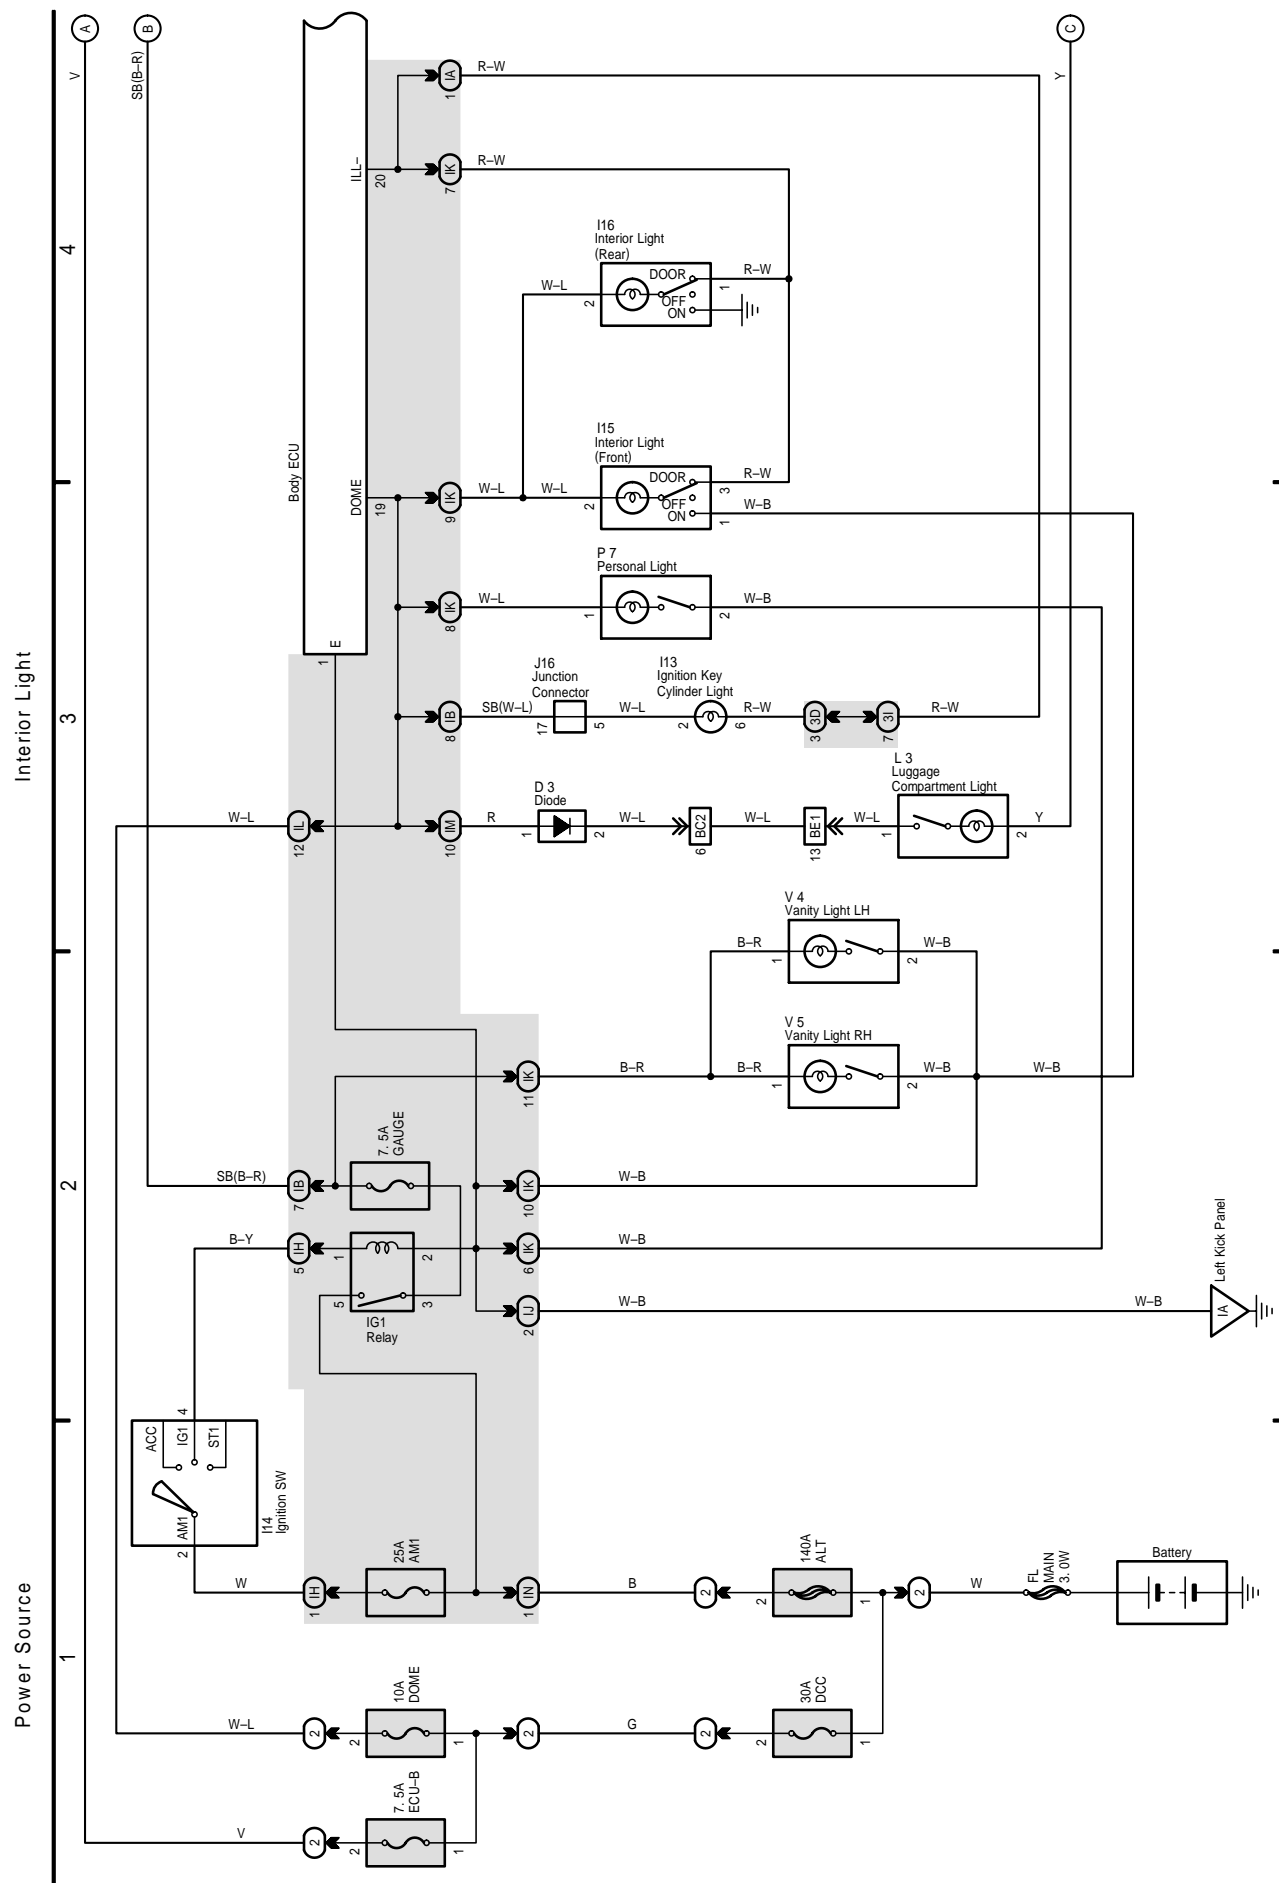 Power Source
Interior Light
1
2
3
4
A
V
B
SB(B–R)
C
Y
Body ECU
ILL–
20
DOME
19
E
1
IA
1
R–W
IK
7
R–W
I16
Interior Light
(Rear)
DOOR
OFF
ON
W–L
2
1
R–W
I15
Interior Light
(Front)
DOOR
OFF
ON
IK
9
W–L
W–L
2
3
R–W
1
W–B
P 7
Personal Light
IK
8
W–L
1
2
W–B
J16
Junction
Connector
I13
Ignition Key
Cylinder Light
IB
8
SB(W–L)
17
5
W–L
2
6
R–W
3D
3
3I
7
R–W
L 3
Luggage
Compartment Light
D 3
Diode
W–L
IL
12
IM
10
R
1
2
W–L
BC2
6
W–L
BE1
13
W–L
1
2
Y
V 4
Vanity Light LH
B–R
1
2
W–B
V 5
Vanity Light RH
IK
11
B–R
B–R
1
2
W–B
W–B
7. 5A
GAUGE
SB(B–R)
IB
7
IK
10
W–B
B–Y
IH
5
1
2
IK
6
W–B
5
3
IG1
Relay
IJ
2
W–B
W–B
IA
Left Kick Panel
ACC
IG1
ST1
4
AM1
2
I14
Ignition SW
W
IH
1
25A
AM1
IN
1
B
2
2
140A
ALT
1
2
W
FL
MAIN
3. 0W
Battery
W–L
2
2
10A
DOME
1
2
G
2
2
30A
DCC
1
V
2
2
7. 5A
ECU–B
1